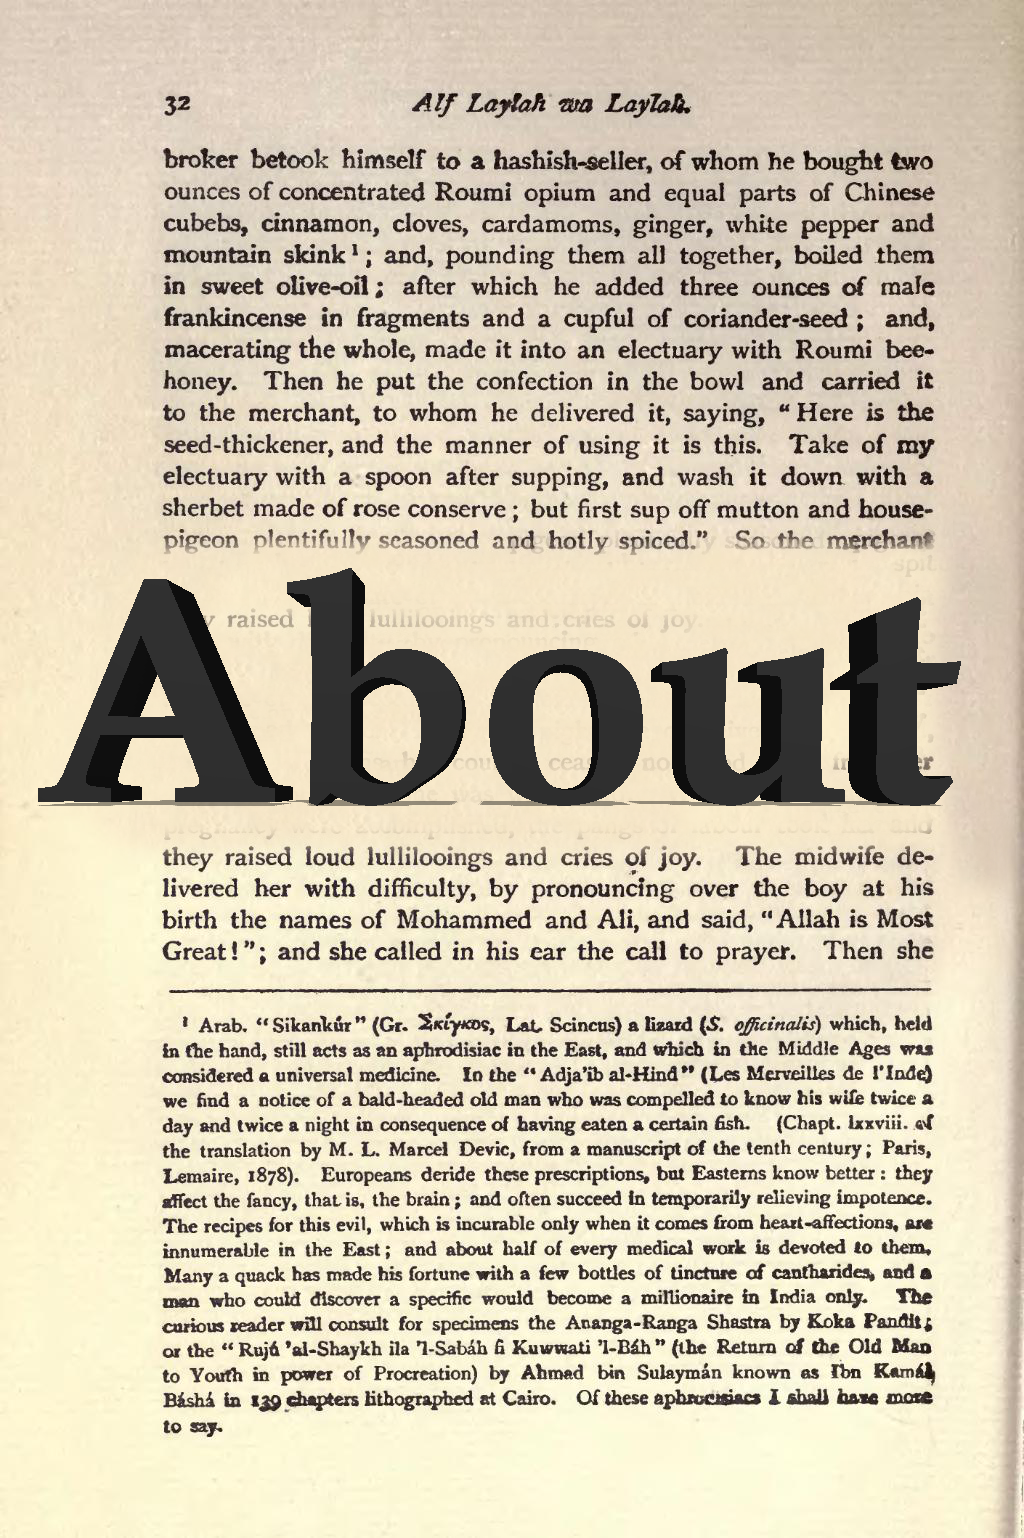 32 Alf Laylah wa Laylah.
broker betook himself to a hashish-seller, of whom he bought two
ounces of concentrated Roumi opium and equal parts of Chinese
cubebs, cinnamon, cloves, cardamoms, ginger, white pepper and
mountain skink¹ ; and, pounding them all together, boiled them
in sweet olive-oil ; after which he added three ounces of male
frankincense in fragments and a cupful of coriander-seed ; and,
macerating the whole, made it into an electuary with Roumi bee-
honey. Then he put the confection in the bowl and carried it
to the merchant, to whom he delivered it, saying, “ Here is the
seed-thickener, and the manner of using it is this. Take of my
electuary with a spoon after supping, and wash it down with a
sherbet made of rose conserve ; but first sup off mutton and house-
pigeon plentifully seasoned and hotly spiced.” So the merchant
raised lullilooings and cries of joy.
About
they raised loud lullilooings and cries of joy. The midwife de-
livered her with difficulty, by pronouncing over the boy at his
birth the names of Mohammed and Ali, and said, “Allah is Most
Great!”; and she called in his ear the call to prayer. Then she
¹ Arab. “Sikankúr” (Gr. Σκίγκος, Lat. Scincus) a lizard (S. officinalis) which, held
in the hand, still acts as an aphrodisiac in the East, and which in the Middle Ages was
considered a universal medicine. In the “Adja’ib al-Hind” (Les Merveilles de l’Inde)
we find a notice of a bald-headed old man who was compelled to know his wife twice a
day and twice a night in consequence of having eaten a certain fish. (Chapt. lxxviii. of
the translation by M. L. Marcel Devic, from a manuscript of the tenth century ; Paris,
Lemaire, 1878). Europeans deride these prescriptions, but Easterns know better : they
affect the fancy, that is, the brain ; and often succeed in temporarily relieving impotence.
The recipes for this evil, which is incurable only when it comes from heart-affections, are
innumerable in the East ; and about half of every medical work is devoted to them.
Many a quack has made his fortune with a few bottles of tincture of cantharides, and a
man who could discover a specific would become a millionaire in India only. The
curious reader will consult for specimens the Ananga-Ranga Shastra by Koka Pandit ;
or the “Rujú ’al-Shaykh ila ’l-Sabáh fi Kuwwati ’l-Báh” (the Return of the Old Man
to Youth in power of Procreation) by Ahmad bin Sulaymán known as Ibn Kamál
Báshá in 139 chapters lithographed at Cairo. Of these aphrodisiacs I shall have more
to say.